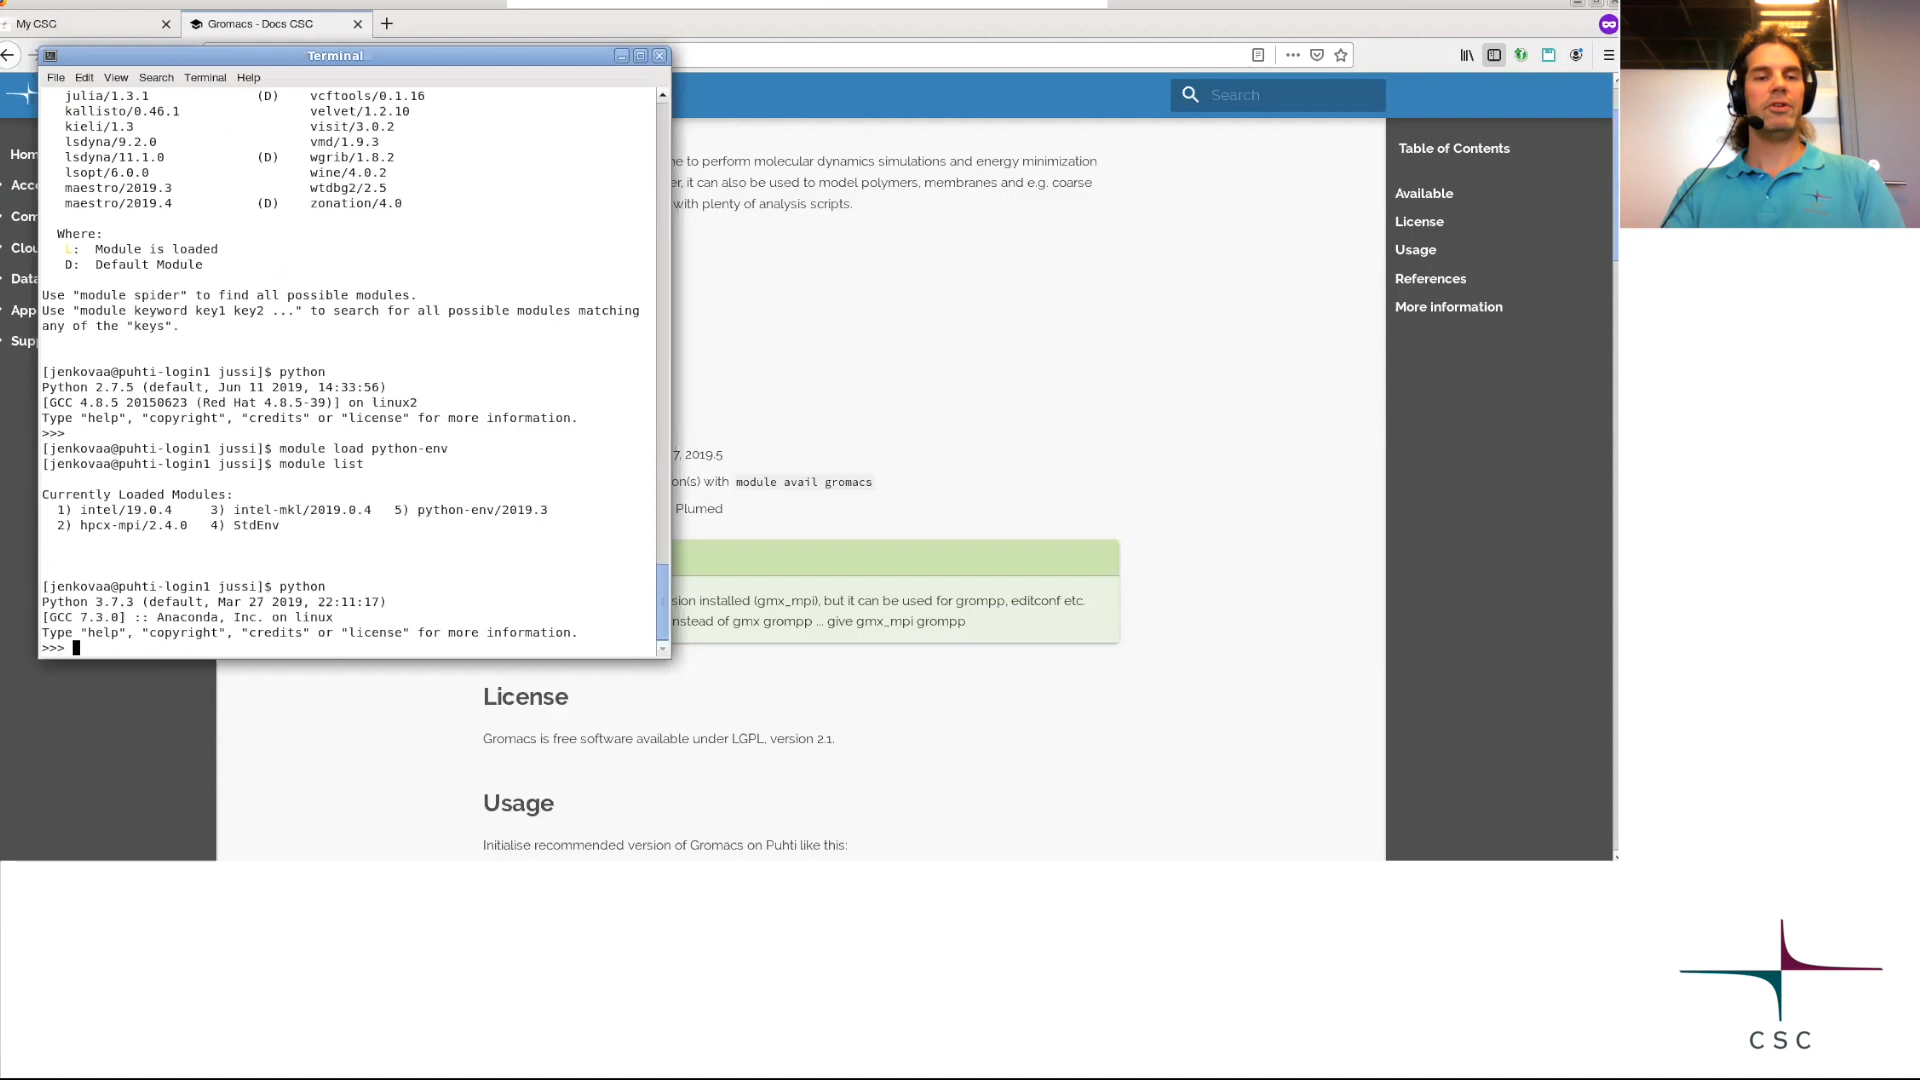 My CSC
Gromacs - Docs CSC
Terminal
File Edit View Search Terminal Help
julia/1.3.1 (D) vcftools/0.1.16
kallisto/0.46.1 velvet/1.2.10
kieli/1.3 visit/3.0.2
lsdyna/9.2.0 vmd/1.9.3
lsdyna/11.1.0 (D) wgrib/1.8.2
lsopt/6.0.0 wine/4.0.2
maestro/2019.3 wtdbg2/2.5
maestro/2019.4 (D) zonation/4.0
Where:
L: Module is loaded
D: Default Module
Use "module spider" to find all possible modules.
Use "module keyword key1 key2 ..." to search for all possible modules matching
any of the "keys".
[jenkovaa@puhti-login1 jussi]$ python
Python 2.7.5 (default, Jun 11 2019, 14:33:56)
[GCC 4.8.5 20150623 (Red Hat 4.8.5-39)] on linux2
Type "help", "copyright", "credits" or "license" for more information.
>>>
[jenkovaa@puhti-login1 jussi]$ module load python-env
[jenkovaa@puhti-login1 jussi]$ module list
Currently Loaded Modules:
1) intel/19.0.4 3) intel-mkl/2019.0.4 5) python-env/2019.3
2) hpcx-mpi/2.4.0 4) StdEnv
[jenkovaa@puhti-login1 jussi]$ python
Python 3.7.3 (default, Mar 27 2019, 22:11:17)
[GCC 7.3.0] :: Anaconda, Inc. on linux
Type "help", "copyright", "credits" or "license" for more information.
>>>
Hom
Acc
Com
Clou
Data
App
Sup
Search
ne to perform molecular dynamics simulations and energy minimization
er, it can also be used to model polymers, membranes and e.g. coarse
with plenty of analysis scripts.
7, 2019.5
on(s) with module avail gromacs
Plumed
sion installed (gmx_mpi), but it can be used for grompp, editconf etc.
nstead of gmx grompp ... give gmx_mpi grompp
License
Gromacs is free software available under LGPL, version 2.1.
Usage
Initialise recommended version of Gromacs on Puhti like this:
Table of Contents
Available
License
Usage
References
More information
CSC